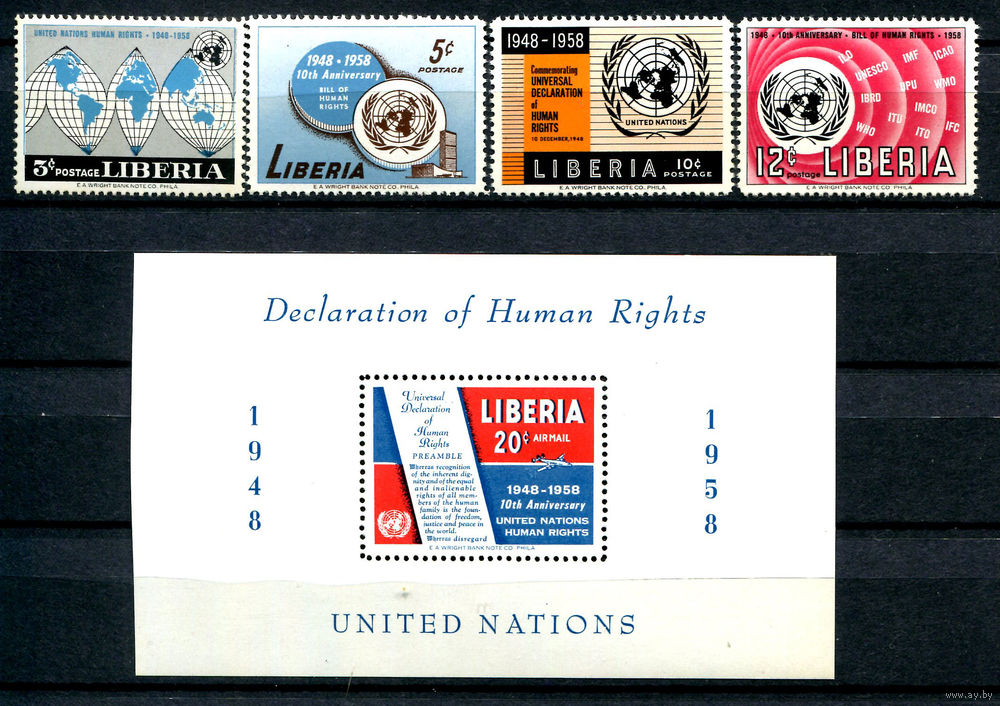 UNITED NATIONS HUMAN RIGHTS · 1948-1958
3¢ POSTAGE LIBERIA
E.A. WRIGHT BANK NOTE CO. PHILA.
5¢
POSTAGE
1948 · 1958
10th Anniversary
BILL OF
HUMAN
RIGHTS
LIBERIA
E.A. WRIGHT BANK NOTE CO. PHILA.
1948-1958
Commemorating
UNIVERSAL
DECLARATION
of
HUMAN
RIGHTS
10 DECEMBER, 1948
UNITED NATIONS
LIBERIA 10¢
POSTAGE
E.A. WRIGHT BANK NOTE CO. PHILA.
1948 · 10th ANNIVERSARY · BILL OF HUMAN RIGHTS · 1958
ILO
UNESCO
IMF
ICAO
IBRD
UPU
WMO
WHO
ITU
IMCO
ITO
IFC
12¢ postage LIBERIA
E.A. WRIGHT BANK NOTE CO. PHILA.
Declaration of Human Rights
1948
1958
Universal
Declaration
of
Human
Rights
PREAMBLE
Whereas recognition
of the inherent dig-
nity and of the equal
and inalienable
rights of all mem-
bers of the human
family is the foun-
dation of freedom,
justice and peace in
the world.
Whereas disregard
LIBERIA
20¢ AIR MAIL
1948-1958
10th Anniversary
UNITED NATIONS
HUMAN RIGHTS
E.A. WRIGHT BANK NOTE CO. PHILA.
UNITED NATIONS
www.ay.by